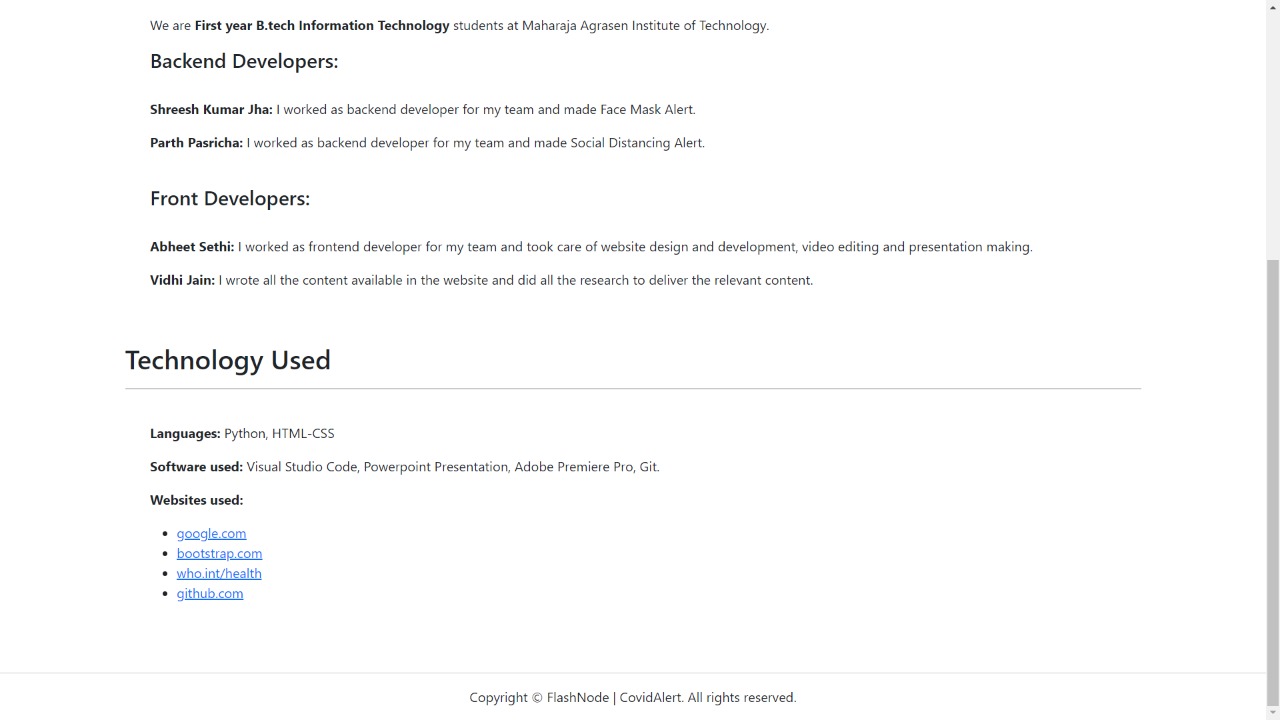 We are First year B.tech Information Technology students at Maharaja Agrasen Institute of Technology.
Backend Developers:
Shreesh Kumar Jha: I worked as backend developer for my team and made Face Mask Alert.
Parth Pasricha: I worked as backend developer for my team and made Social Distancing Alert.
Front Developers:
Abheet Sethi: I worked as frontend developer for my team and took care of website design and development, video editing and presentation making.
Vidhi Jain: I wrote all the content available in the website and did all the research to deliver the relevant content.
Technology Used
Languages: Python, HTML-CSS
Software used: Visual Studio Code, Powerpoint Presentation, Adobe Premiere Pro, Git.
Websites used:
google.com
bootstrap.com
who.int/health
github.com
Copyright © FlashNode | CovidAlert. All rights reserved.